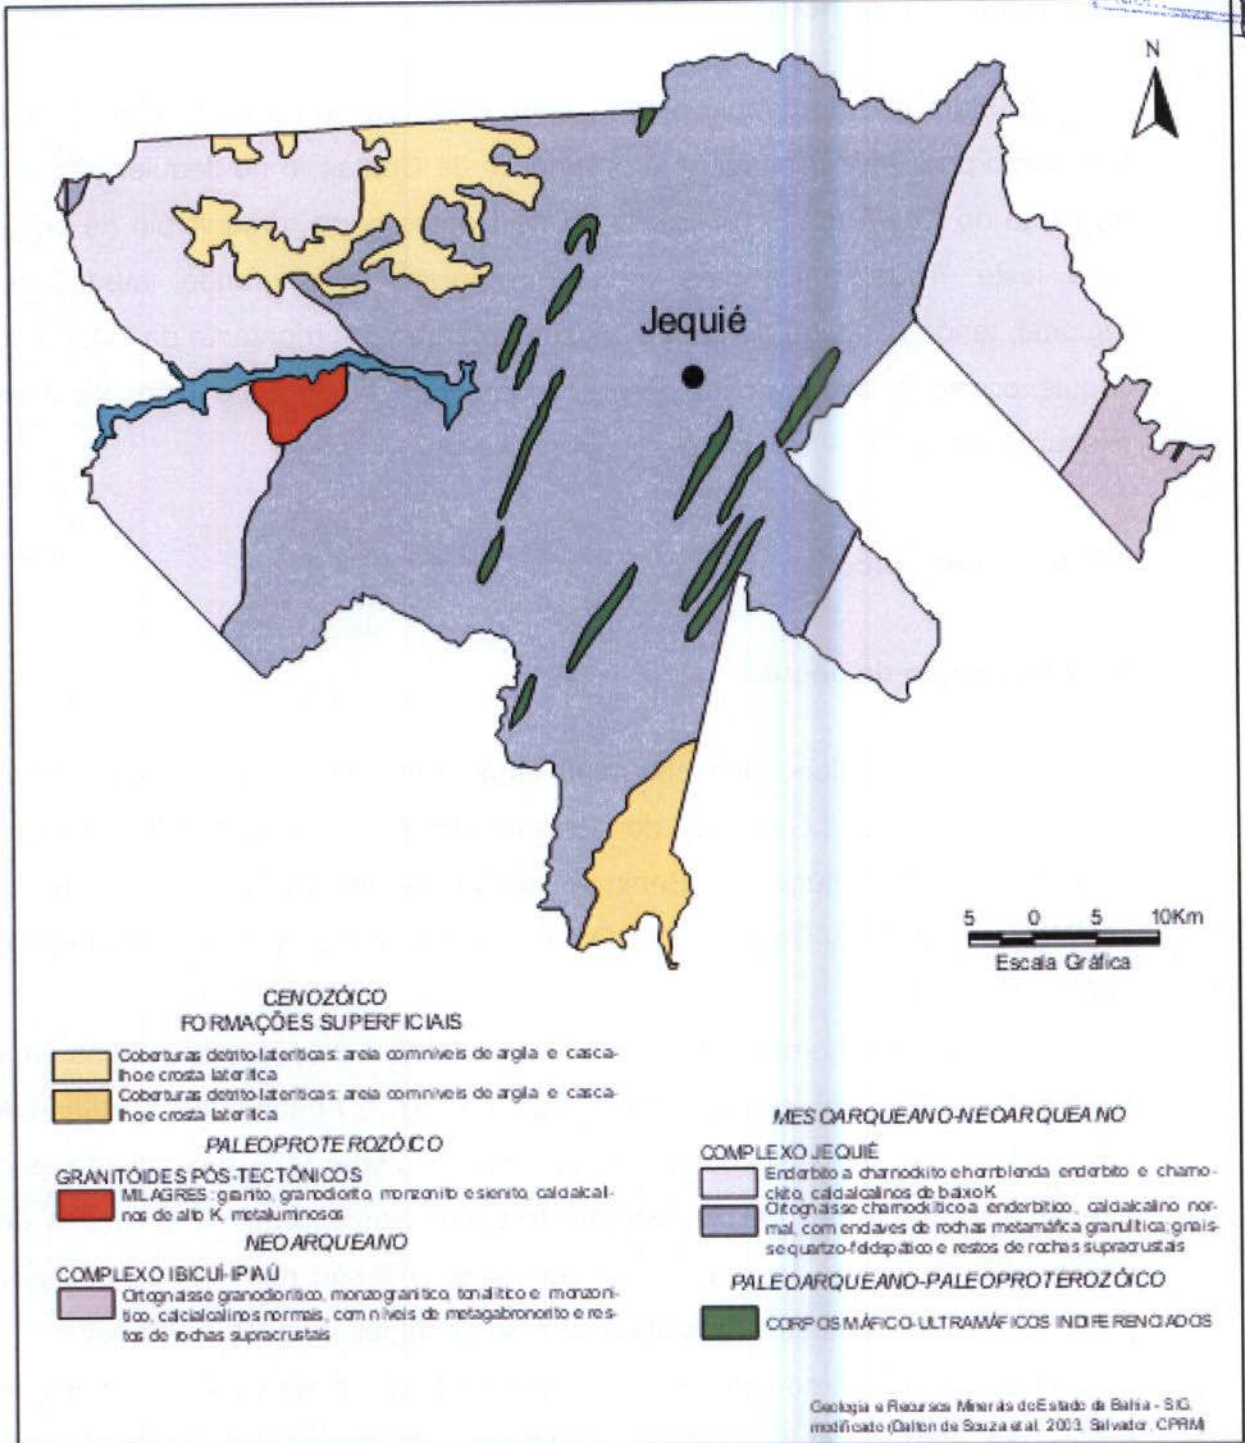 N
Jequié
5 0 5 10Km
Escala Gráfica
CENOZÓICO
FORMAÇÕES SUPERFICIAIS
Coberturas detrito-lateríticas: areia com níveis de argila e casca-
lho e crosta laterítica
Coberturas detrito-lateríticas: areia com níveis de argila e casca-
lho e crosta laterítica
PALEOPROTEROZÓICO
GRANITÓIDES PÓS-TECTÔNICOS
MILAGRES: granito, granodiorito, monzonito e sienito, calcialcal-
nos de alto K, metaluminosos
NEOARQUEANO
COMPLEXO IBICUÍ-IPIAÚ
Ortognaisse granodiorítico, monzogranítico, tonalítico e monzoní-
tico, calcialcalinos normais, com níveis de metagabronorito e res-
tos de rochas supracrustais
MESOARQUEANO-NEOARQUEANO
COMPLEXO JEQUIÉ
Enderbito a charnockito e hornblenda enderbito e charno-
ckito, calcialcalinos de baixo K
Ortognaisse charnockítico a enderbítico, calcialcalino nor-
mal, com enclaves de rochas metamáfica granulítica; gnais-
se quartzo-feldspático e restos de rochas supracrustais
PALEOARQUEANO-PALEOPROTEROZÓICO
CORPOS MÁFICO-ULTRAMÁFICOS INDIFERENCIADOS
Geologia e Recursos Minerais do Estado da Bahia - SIG,
modificado (Dalton de Souza et al, 2003. Salvador, CPRM)